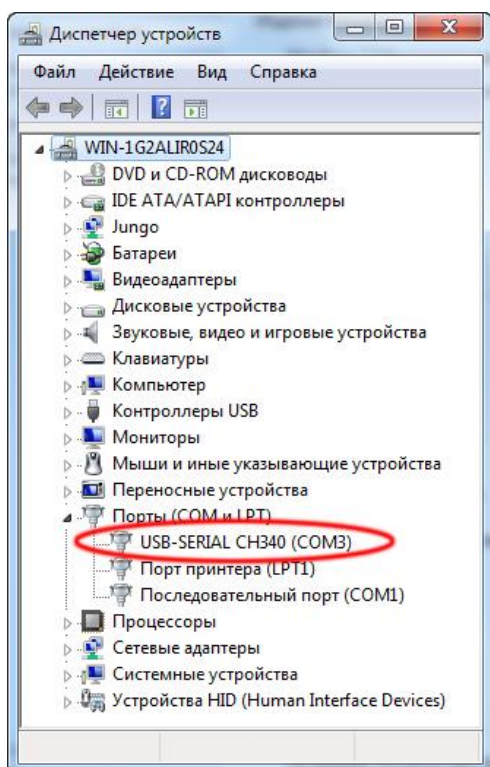 Диспетчер устройств
Файл Действие Вид Справка
WIN-1G2ALIR0S24
DVD и CD-ROM дисководы
IDE ATA/ATAPI контроллеры
Jungo
Батареи
Видеоадаптеры
Дисковые устройства
Звуковые, видео и игровые устройства
Клавиатуры
Компьютер
Контроллеры USB
Мониторы
Мыши и иные указывающие устройства
Переносные устройства
Порты (COM и LPT)
USB-SERIAL CH340 (COM3)
Порт принтера (LPT1)
Последовательный порт (COM1)
Процессоры
Сетевые адаптеры
Системные устройства
Устройства HID (Human Interface Devices)